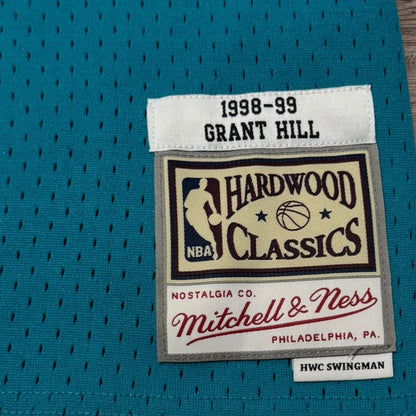 1998-99
GRANT HILL
NBA
HARDWOOD
CLASSICS
NOSTALGIA CO.
Mitchell & Ness
PHILADELPHIA, PA.
HWC SWINGMAN